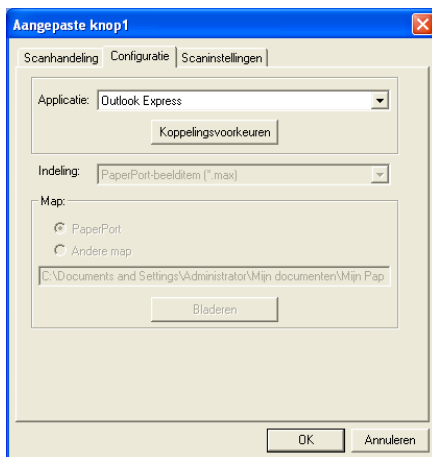 Aangepaste knop1
Scanhandeling Configuratie Scaninstellingen
Applicatie: Outlook Express
Koppelingsvoorkeuren
Indeling: PaperPort-beelditem (*.max)
Map:
PaperPort
Andere map
C:\Documents and Settings\Administrator\Mijn documenten\Mijn Pap
Bladeren
OK Annuleren